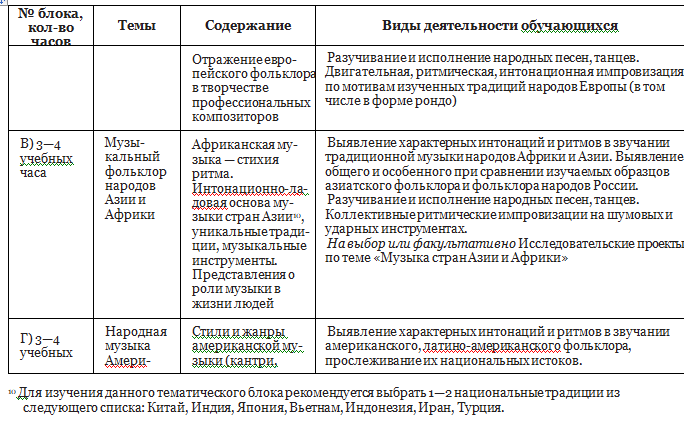 № блока,
кол-во
часов
Темы
Содержание
Виды деятельности обучающихся
Отражение евро-
пейского фольклора
в творчестве
профессиональных
композиторов
Разучивание и исполнение народных песен, танцев.
Двигательная, ритмическая, интонационная импровизация
по мотивам изученных традиций народов Европы (в том
числе в форме рондо)
В) 3—4
учебных
часа
Музы-
кальный
фольклор
народов
Азии и
Африки
Африканская му-
зыка — стихия
ритма.
Интонационно-ла-
довая основа му-
зыки стран Азии¹⁰,
уникальные тради-
ции, музыкальные
инструменты.
Представления о
роли музыки в
жизни людей
Выявление характерных интонаций и ритмов в звучании
традиционной музыки народов Африки и Азии. Выявление
общего и особенного при сравнении изучаемых образцов
азиатского фольклора и фольклора народов России.
Разучивание и исполнение народных песен, танцев.
Коллективные ритмические импровизации на шумовых и
ударных инструментах.
На выбор или факультативно Исследовательские проекты
по теме «Музыка стран Азии и Африки»
Г) 3—4
учебных
Народная
музыка
Амери-
Стили и жанры
американской му-
зыки (кантри,
Выявление характерных интонаций и ритмов в звучании
американского, латино-американского фольклора,
прослеживание их национальных истоков.
¹⁰ Для изучения данного тематического блока рекомендуется выбрать 1—2 национальные традиции из
следующего списка: Китай, Индия, Япония, Вьетнам, Индонезия, Иран, Турция.